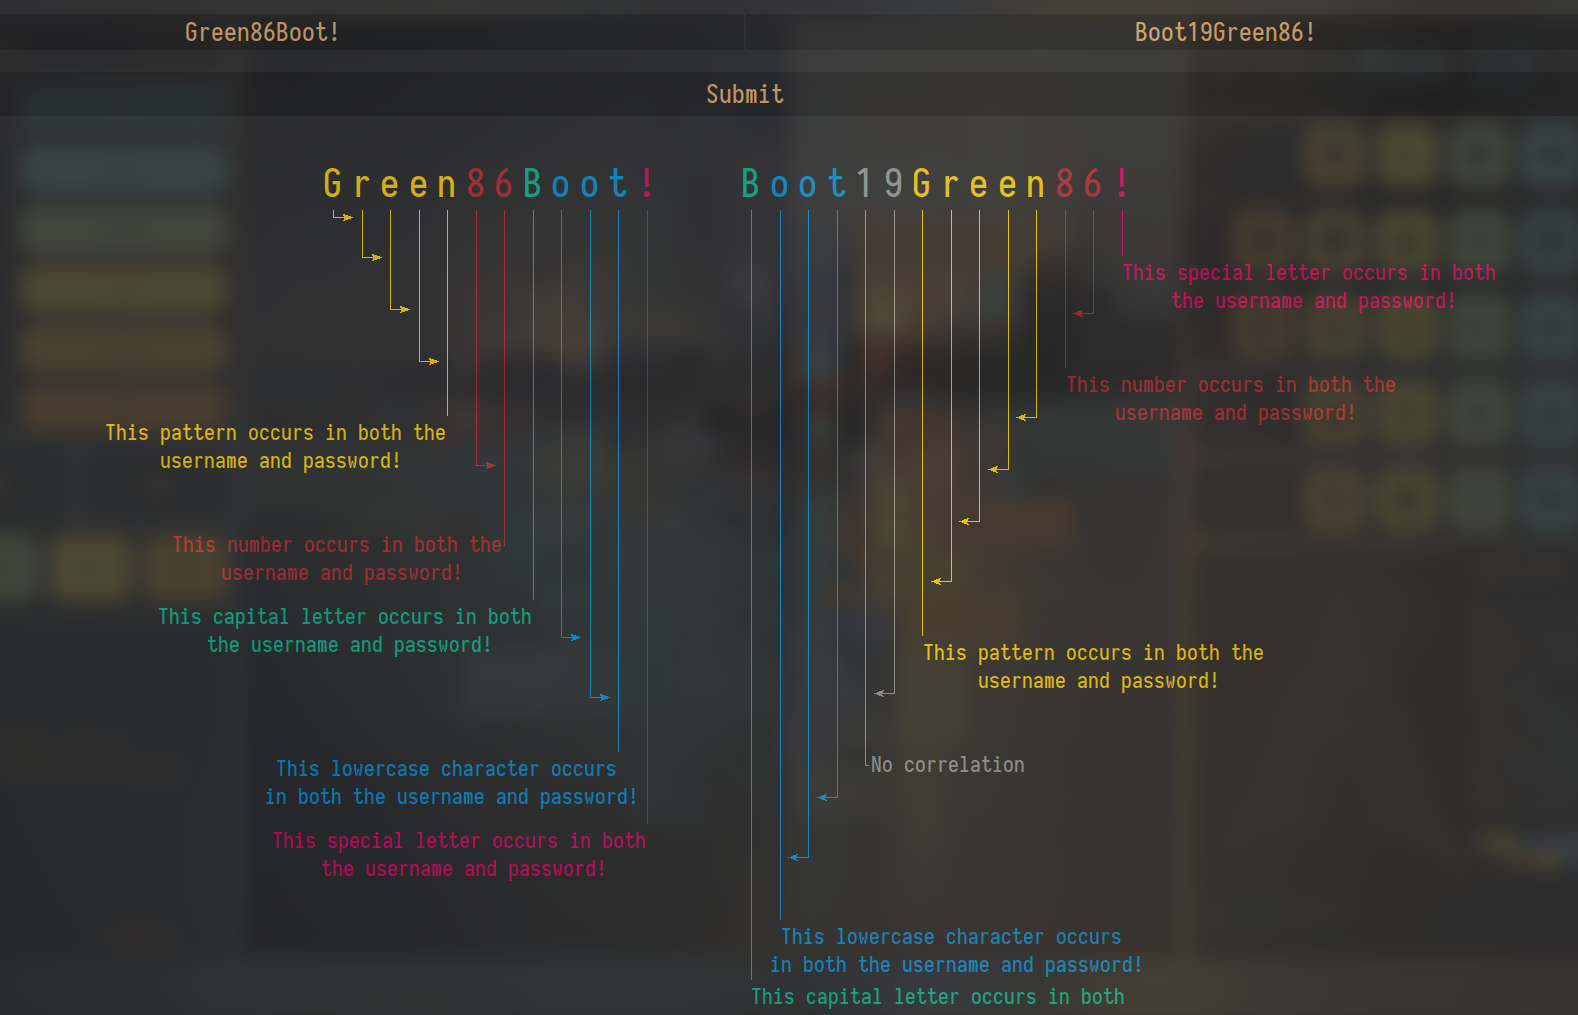 Green86Boot!
Boot19Green86!
Submit
Green86Boot!
Boot19Green86!
This special letter occurs in both
the username and password!
This number occurs in both the
username and password!
This pattern occurs in both the
username and password!
This number occurs in both the
username and password!
This capital letter occurs in both
the username and password!
This pattern occurs in both the
username and password!
This lowercase character occurs
in both the username and password!
No correlation
This special letter occurs in both
the username and password!
This lowercase character occurs
in both the username and password!
This capital letter occurs in both